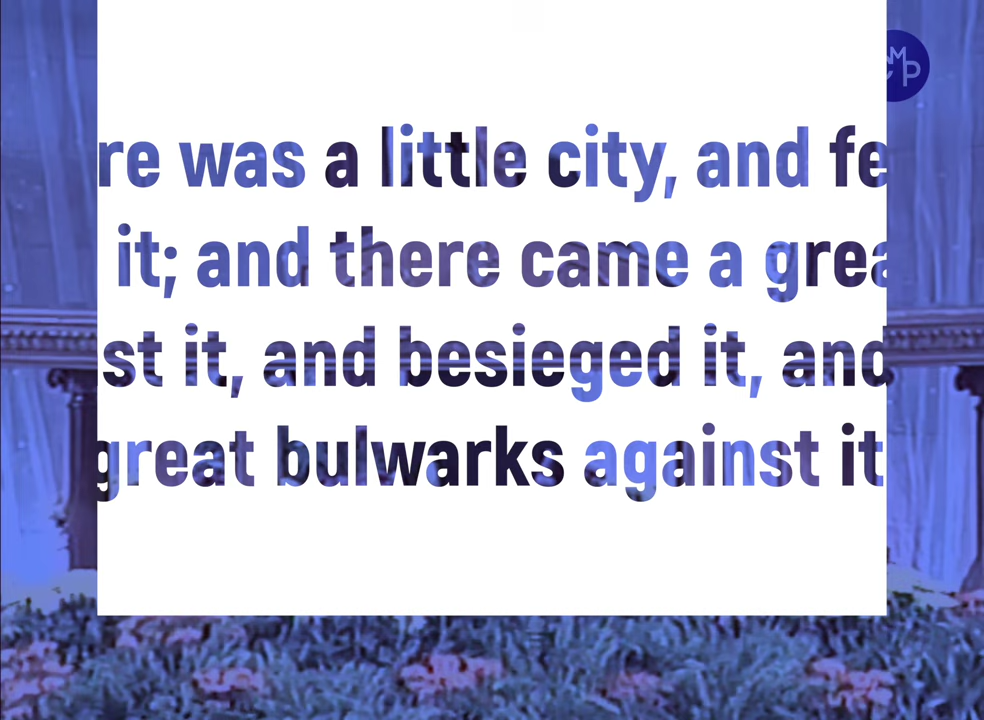 re was a little city, and fe
it; and there came a grea
st it, and besieged it, and
great bulwarks against it